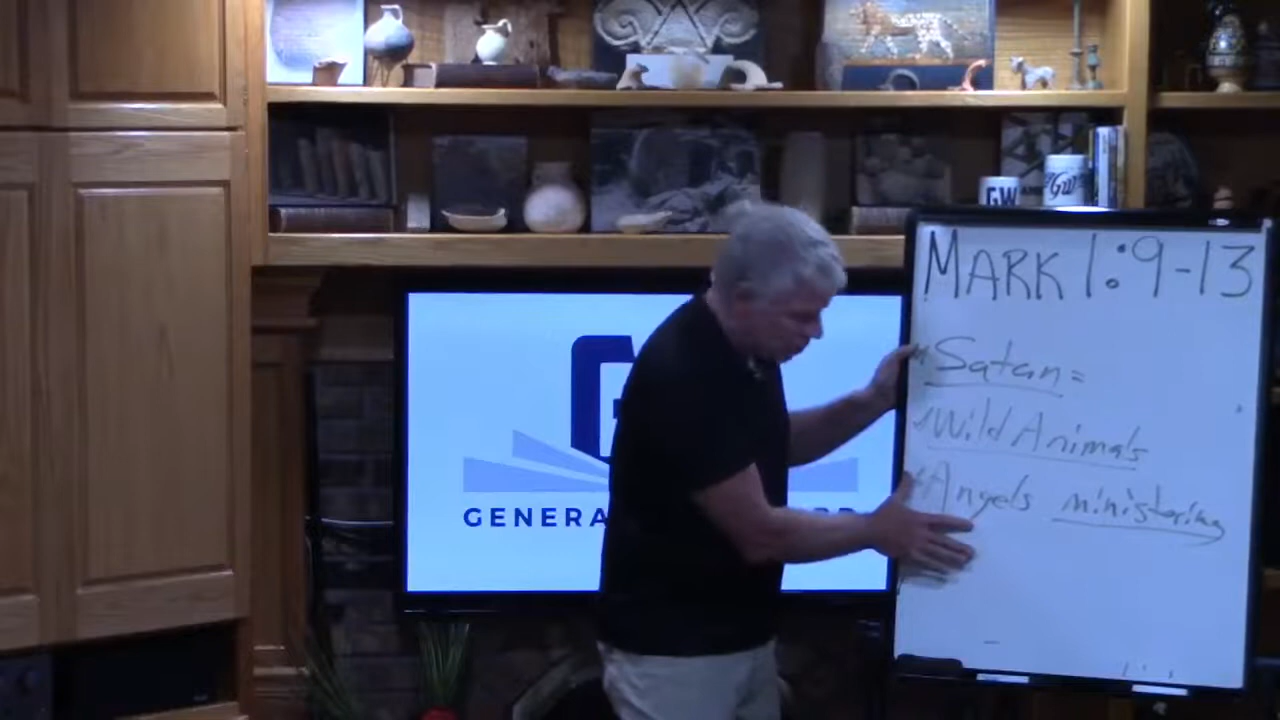 GW
GW
MARK 1:9-13
Satan=
Wild Animals
Angels ministering
GENERA